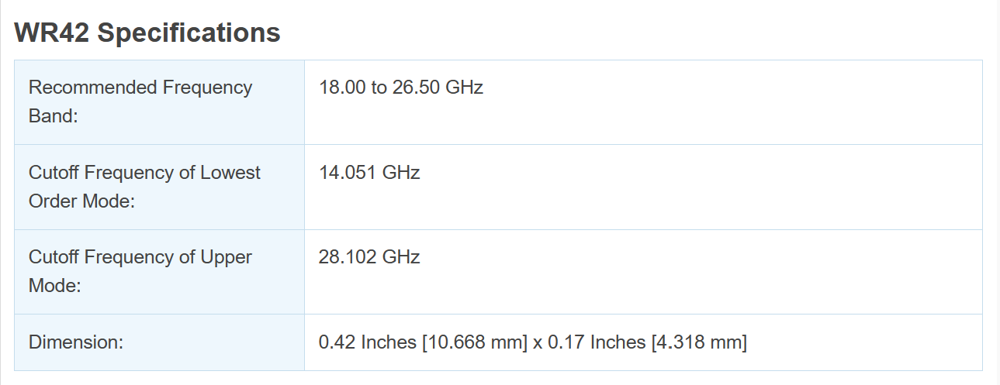 WR42 Specifications
Recommended Frequency
Band:
18.00 to 26.50 GHz
Cutoff Frequency of Lowest
Order Mode:
14.051 GHz
Cutoff Frequency of Upper
Mode:
28.102 GHz
Dimension:
0.42 Inches [10.668 mm] x 0.17 Inches [4.318 mm]